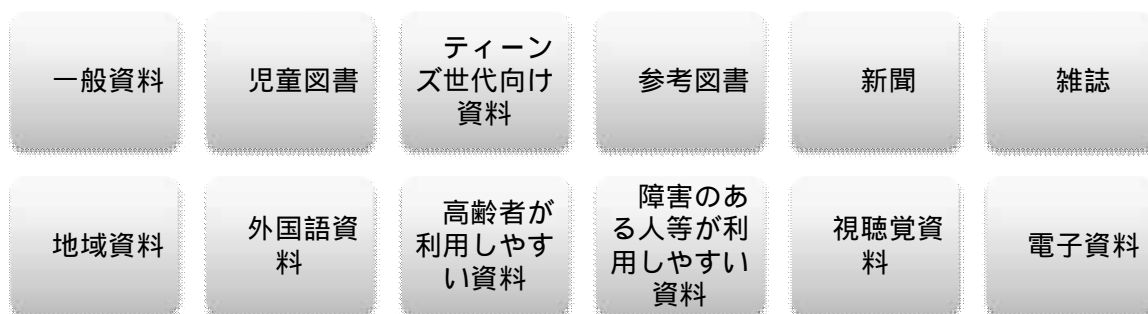 一般資料
児童図書
ティーン
ズ世代向け
資料
参考図書
新聞
雑誌
地域資料
外国語資
料
高齢者が
利用しやす
い資料
障害のあ
る人等が利
用しやすい
資料
視聴覚資
料
電子資料